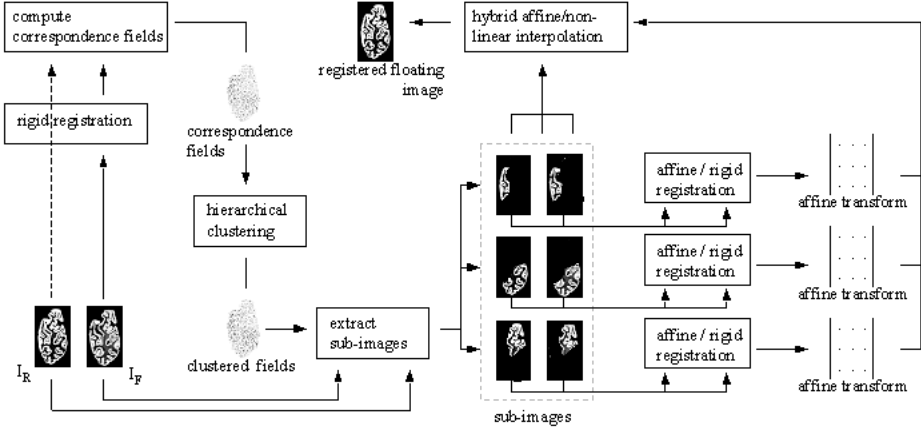 compute
correspondence fields
rigid registration
correspondence
fields
hierarchical
clustering
clustered fields
I_R
I_F
extract
sub-images
registered floating
image
hybrid affine/non-
linear interpolation
affine / rigid
registration
affine transform
affine / rigid
registration
affine transform
affine / rigid
registration
affine transform
sub-images